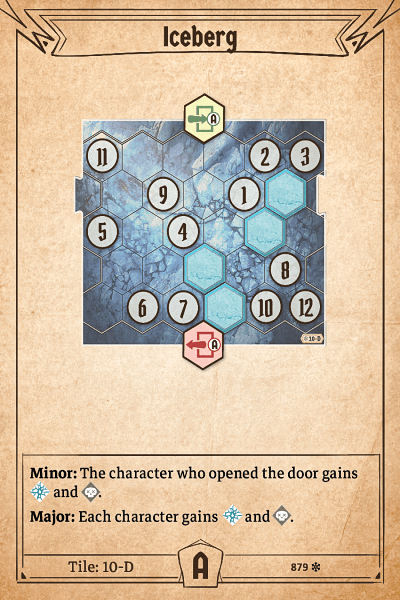 Iceberg
A
11 2 3
9 1
5 4
8
6 7 10 12
A
10-D
Minor: The character who opened the door gains
and .
Major: Each character gains and .
Tile: 10-D A 879